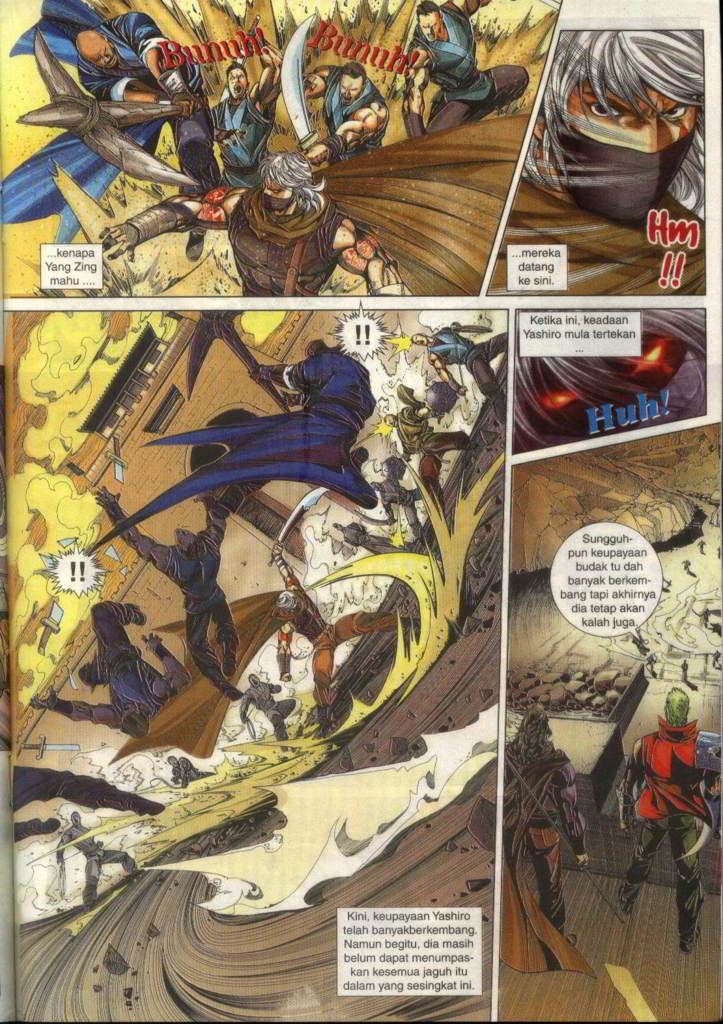 Bunuh!
Bunuh!
...kenapa
Yang Zing
mahu ....
...mereka
datang
ke sini.
Hm
!!
!!
!!
Ketika ini, keadaan
Yashiro mula tertekan
...
Huh!
Sungguh-
pun keupayaan
budak tu dah
banyak berkem-
bang tapi akhirnya
dia tetap akan
kalah juga.
Kini, keupayaan Yashiro
telah banyakberkembang.
Namun begitu, dia masih
belum dapat menumpas-
kan kesemua jaguh itu
dalam yang sesingkat ini.